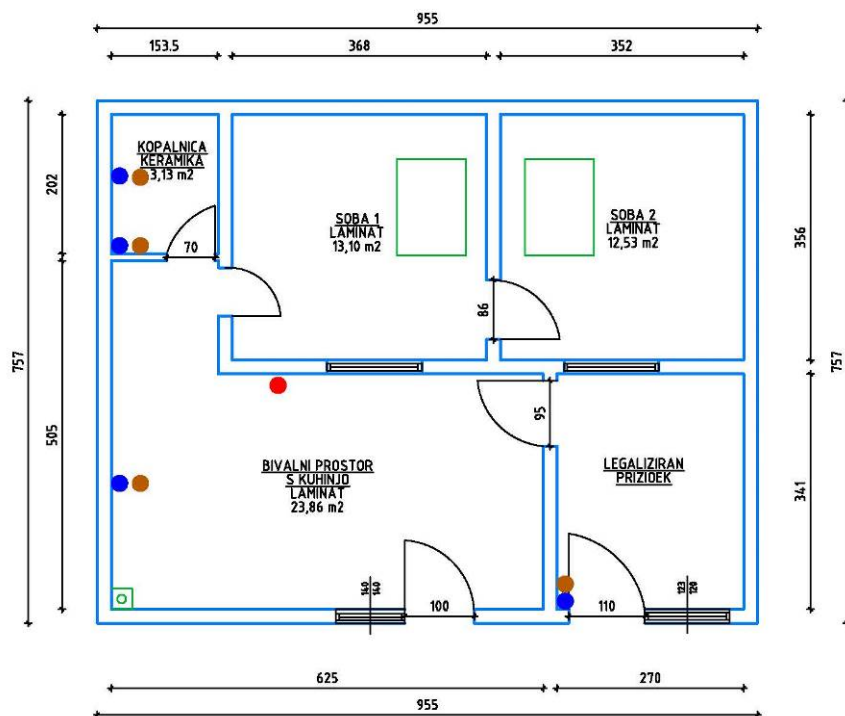 955
153.5
368
352
KOPALNICA
KERAMIKA
3,13 m2
202
70
SOBA 1
LAMINAT
13,10 m2
SOBA 2
LAMINAT
12,53 m2
356
86
757
757
505
95
BIVALNI PROSTOR
S KUHINJO
LAMINAT
23,86 m2
LEGALIZIRAN
PRIZIOEK
341
140
140
100
110
123
120
625
270
955